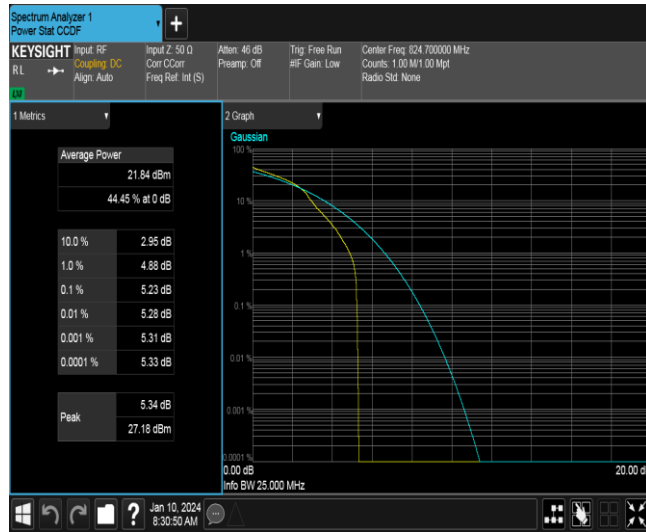 Spectrum Analyzer 1
Power Stat CCDF
+
KEYSIGHT
RL
LXI
Input: RF
Coupling: DC
Align: Auto
Input Z: 50 Ω
Corr CCorr
Freq Ref: Int (S)
Atten: 46 dB
Preamp: Off
Trig: Free Run
#IF Gain: Low
Center Freq: 824.700000 MHz
Counts: 1.00 M/1.00 Mpt
Radio Std: None
1 Metrics
Average Power
21.84 dBm
44.45 % at 0 dB
10.0 % 2.95 dB
1.0 % 4.88 dB
0.1 % 5.23 dB
0.01 % 5.28 dB
0.001 % 5.31 dB
0.0001 % 5.33 dB
Peak
5.34 dB
27.18 dBm
2 Graph
Gaussian
100 %
10 %
1 %
0.1 %
0.01 %
0.001 %
0.0001 %
0.00 dB
20.00 d
Info BW 25.000 MHz
?
Jan 10, 2024
8:30:50 AM